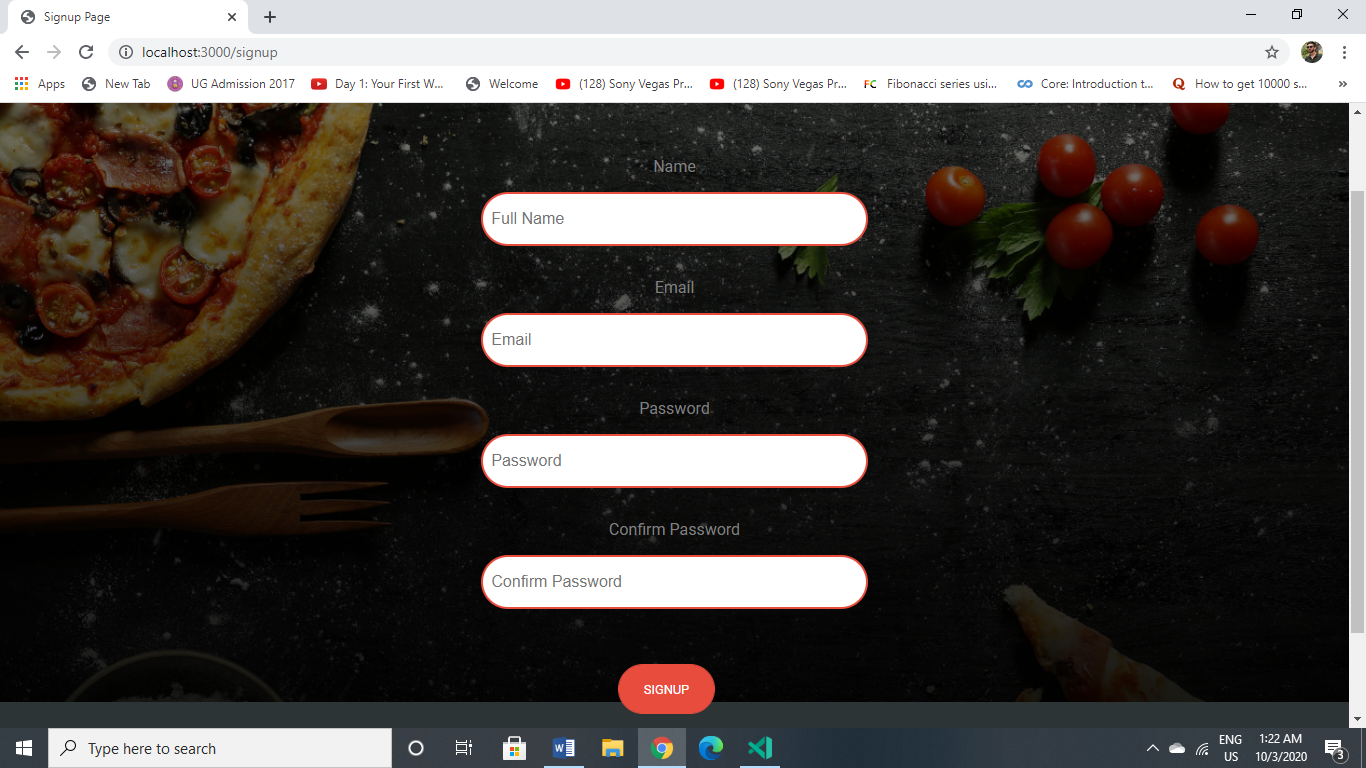 Signup Page
localhost:3000/signup
Apps New Tab UG Admission 2017 Day 1: Your First W... Welcome (128) Sony Vegas Pr... (128) Sony Vegas Pr... FC Fibonacci series usi... Core: Introduction t... Q How to get 10000 s... »
Name
Full Name
Email
Email
Password
Password
Confirm Password
Confirm Password
SIGNUP
Type here to search
W
ENG
US
1:22 AM
10/3/2020
3